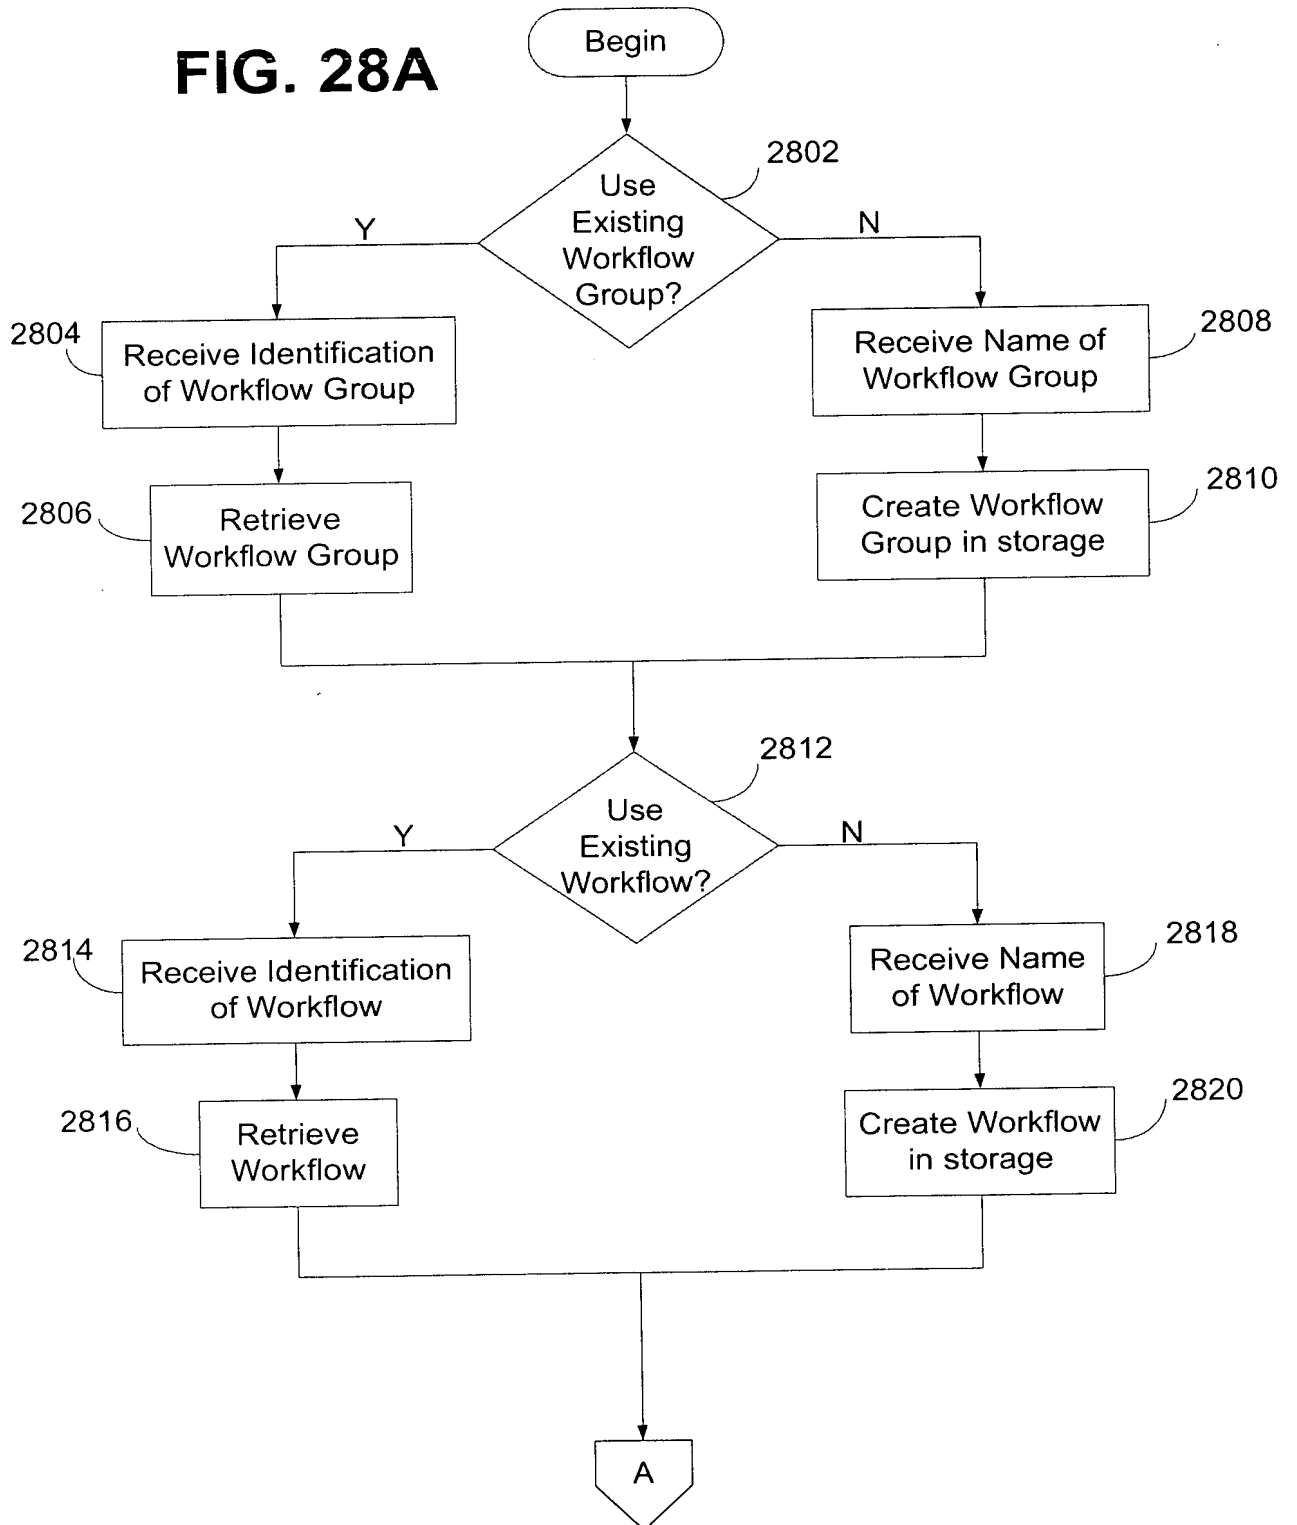 FIG. 28A
Begin
2802
Use
Existing
Workflow
Group?
Y
N
2804
Receive Identification
of Workflow Group
2808
Receive Name of
Workflow Group
2806
Retrieve
Workflow Group
2810
Create Workflow
Group in storage
2812
Use
Existing
Workflow?
Y
N
2814
Receive Identification
of Workflow
2818
Receive Name
of Workflow
2816
Retrieve
Workflow
2820
Create Workflow
in storage
A